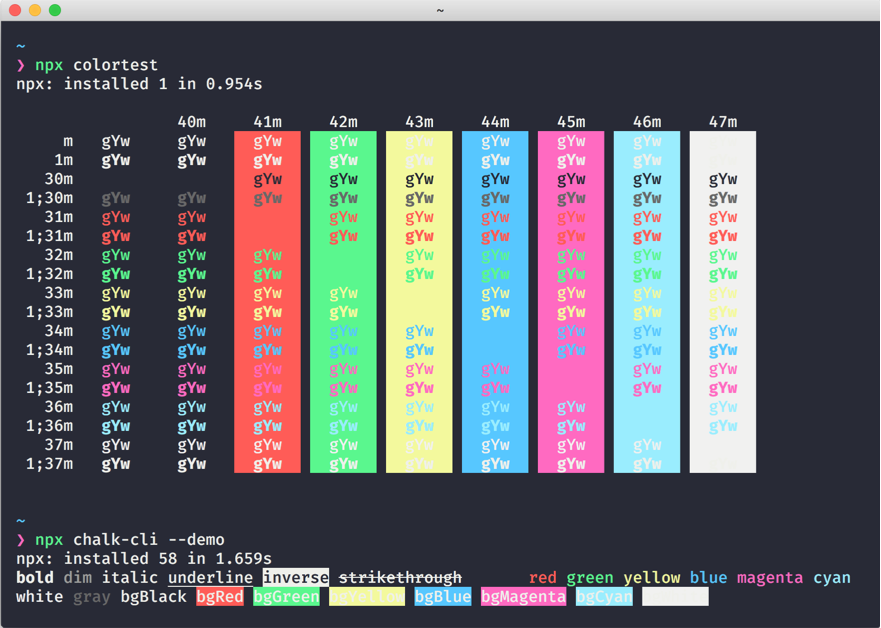 ~
~
❯ npx colortest
npx: installed 1 in 0.954s
40m 41m 42m 43m 44m 45m 46m 47m
m gYw gYw gYw gYw gYw gYw gYw gYw
1m gYw gYw gYw gYw gYw gYw gYw gYw
30m gYw gYw gYw gYw gYw gYw gYw
1;30m gYw gYw gYw gYw gYw gYw gYw gYw gYw
31m gYw gYw gYw gYw gYw gYw gYw gYw
1;31m gYw gYw gYw gYw gYw gYw gYw gYw
32m gYw gYw gYw gYw gYw gYw gYw gYw
1;32m gYw gYw gYw gYw gYw gYw gYw gYw
33m gYw gYw gYw gYw gYw gYw gYw gYw
1;33m gYw gYw gYw gYw gYw gYw gYw gYw
34m gYw gYw gYw gYw gYw gYw gYw gYw
1;34m gYw gYw gYw gYw gYw gYw gYw gYw
35m gYw gYw gYw gYw gYw gYw gYw gYw
1;35m gYw gYw gYw gYw gYw gYw gYw gYw
36m gYw gYw gYw gYw gYw gYw gYw gYw
1;36m gYw gYw gYw gYw gYw gYw gYw gYw
37m gYw gYw gYw gYw gYw gYw gYw gYw
1;37m gYw gYw gYw gYw gYw gYw gYw gYw
~
❯ npx chalk-cli --demo
npx: installed 58 in 1.659s
bold dim italic underline inverse strikethrough red green yellow blue magenta cyan
white gray bgBlack bgRed bgGreen bgYellow bgBlue bgMagenta bgCyan